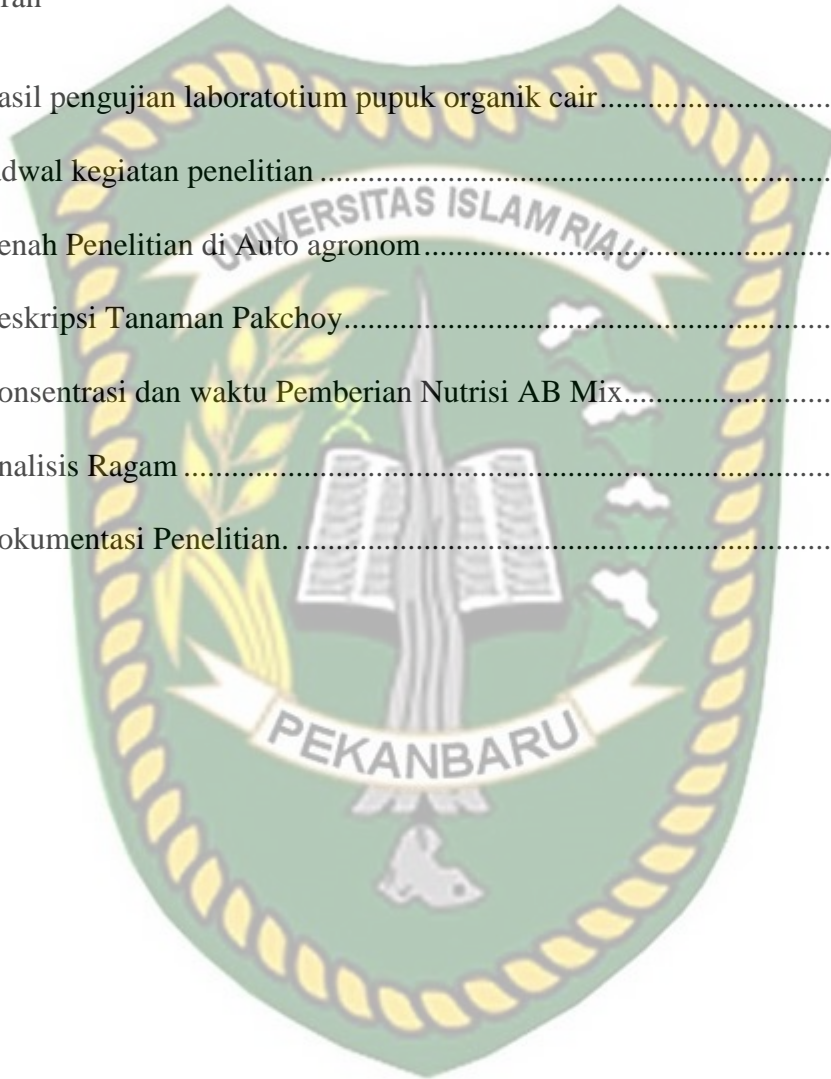 ran
asil pengujian laboratotium pupuk organik cair
adwal kegiatan penelitian
UNIVERSITAS ISLAM RIAU
enah Penelitian di Auto agronom
eskripsi Tanaman Pakchoy
onsentrasi dan waktu Pemberian Nutrisi AB Mix
nalisis Ragam
okumentasi Penelitian.
PEKANBARU